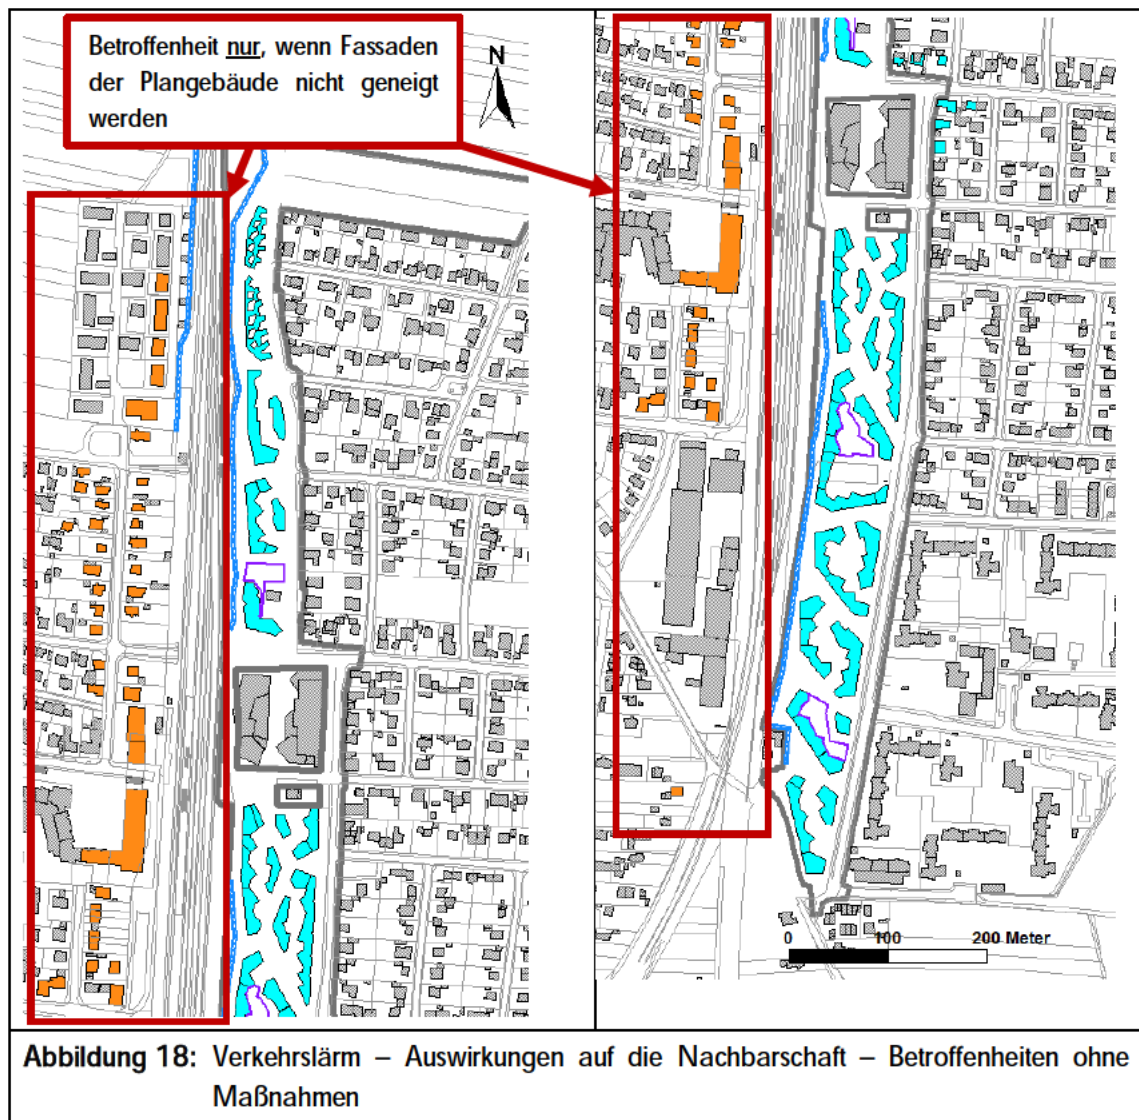 Betroffenheit nur, wenn Fassaden
der Plangebäude nicht geneigt
werden
N
0 100 200 Meter
Abbildung 18: Verkehrslärm – Auswirkungen auf die Nachbarschaft – Betroffenheiten ohne
Maßnahmen